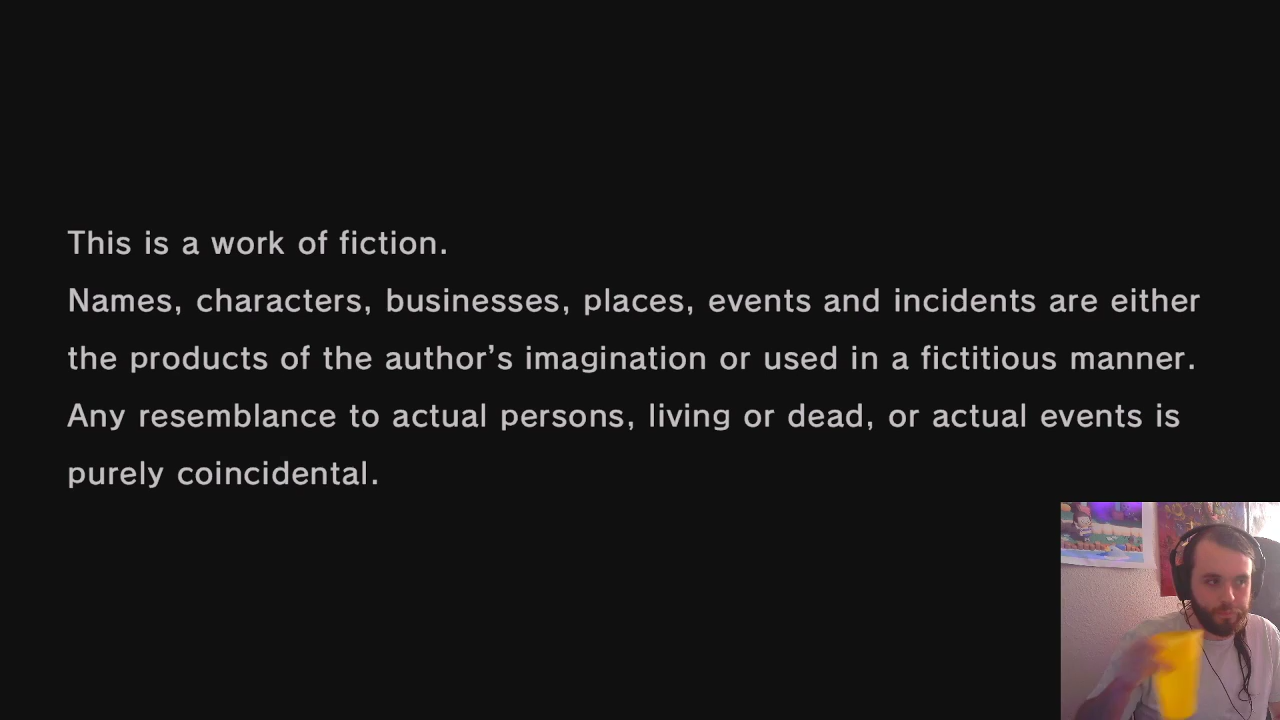 This is a work of fiction.
Names, characters, businesses, places, events and incidents are either
the products of the author’s imagination or used in a fictitious manner.
Any resemblance to actual persons, living or dead, or actual events is
purely coincidental.